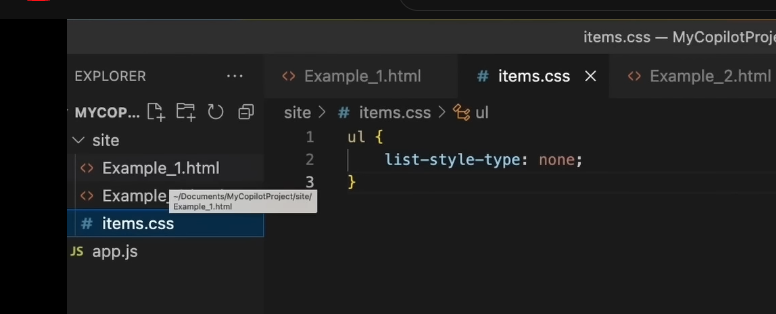 items.css — MyCopilotProje
EXPLORER ...
Example_1.html
# items.css
Example_2.html
MYCOP...
site > # items.css > ul
site
Example_1.html
Example_
~/Documents/MyCopilotProject/site/
Example_1.html
# items.css
JS app.js
1 ul {
2 list-style-type: none;
3 }